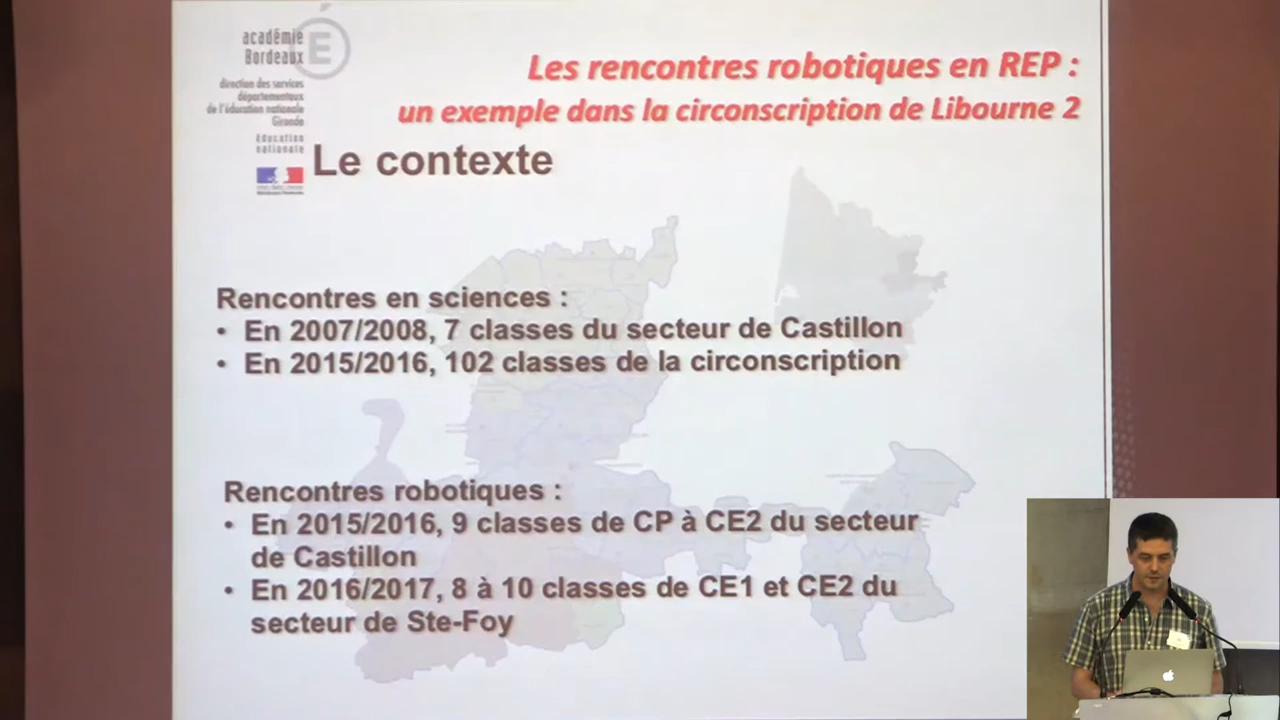 académie
Bordeaux
É
direction des services
départementaux
de l'éducation nationale
Gironde
Éducation
nationale
Les rencontres robotiques en REP :
un exemple dans la circonscription de Libourne 2
Le contexte
Rencontres en sciences :
• En 2007/2008, 7 classes du secteur de Castillon
• En 2015/2016, 102 classes de la circonscription
Rencontres robotiques :
• En 2015/2016, 9 classes de CP à CE2 du secteur
de Castillon
• En 2016/2017, 8 à 10 classes de CE1 et CE2 du
secteur de Ste-Foy